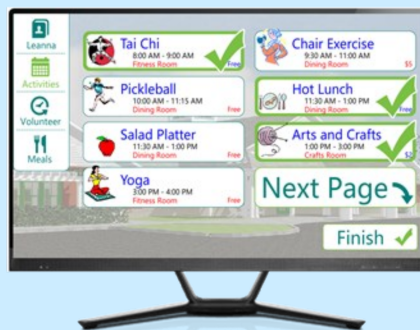 Leanna
Activities
Volunteer
Meals
Tai Chi
8:00 AM - 9:00 AM
Fitness Room
Free
Chair Exercise
9:30 AM - 11:00 AM
Dining Room
$5
Pickleball
10:00 AM - 11:15 AM
Dining Room
Free
Hot Lunch
11:30 AM - 1:00 PM
Dining Room
Free
Salad Platter
11:30 AM - 1:00 PM
Dining Room
Free
Arts and Crafts
1:00 PM - 3:00 PM
Crafts Room
Yoga
3:00 PM - 4:00 PM
Fitness Room
Free
Next Page
Finish